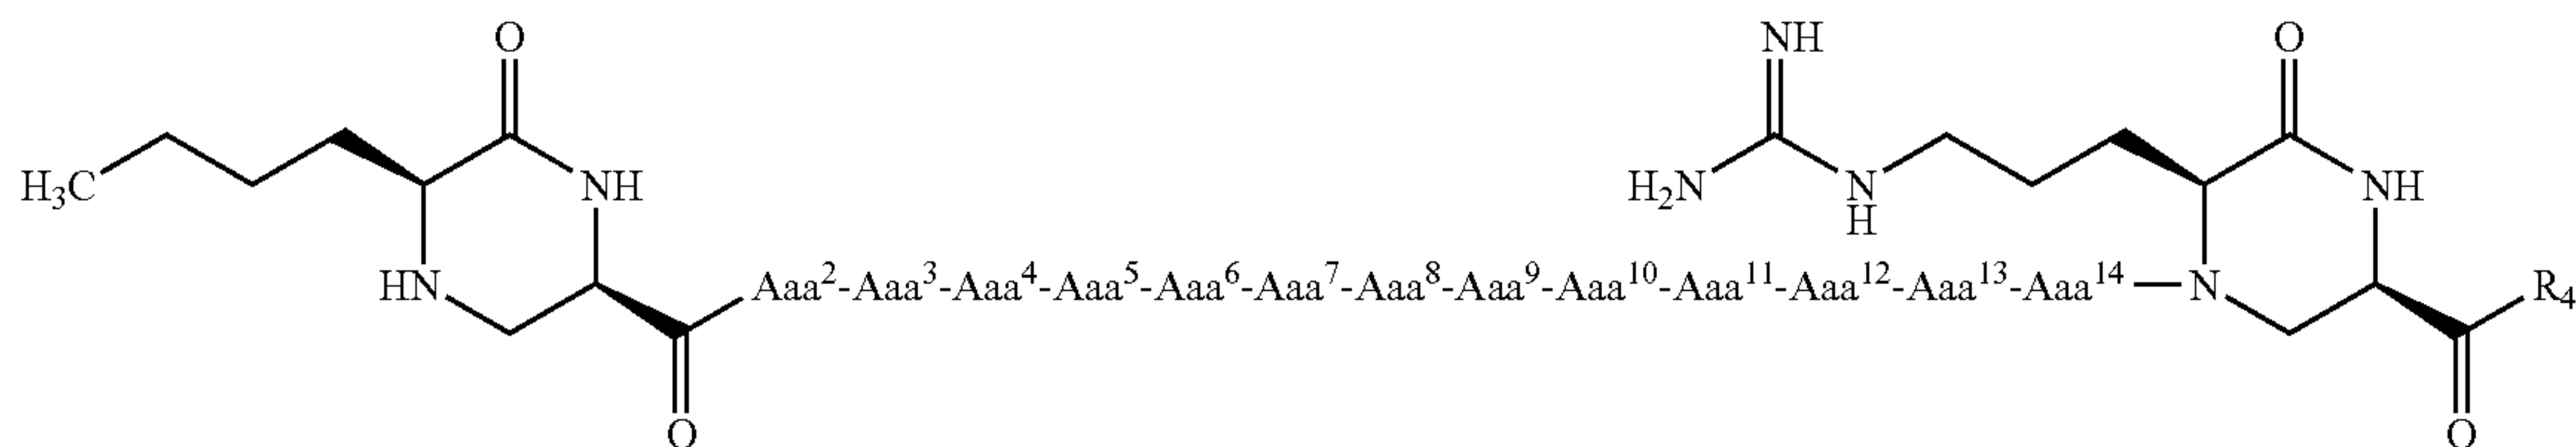 O NH O
H₃C NH H₂N N
H NH
HN Aaa²-Aaa³-Aaa⁴-Aaa⁵-Aaa⁶-Aaa⁷-Aaa⁸-Aaa⁹-Aaa¹⁰-Aaa¹¹-Aaa¹²-Aaa¹³-Aaa¹⁴—N R₄
O O